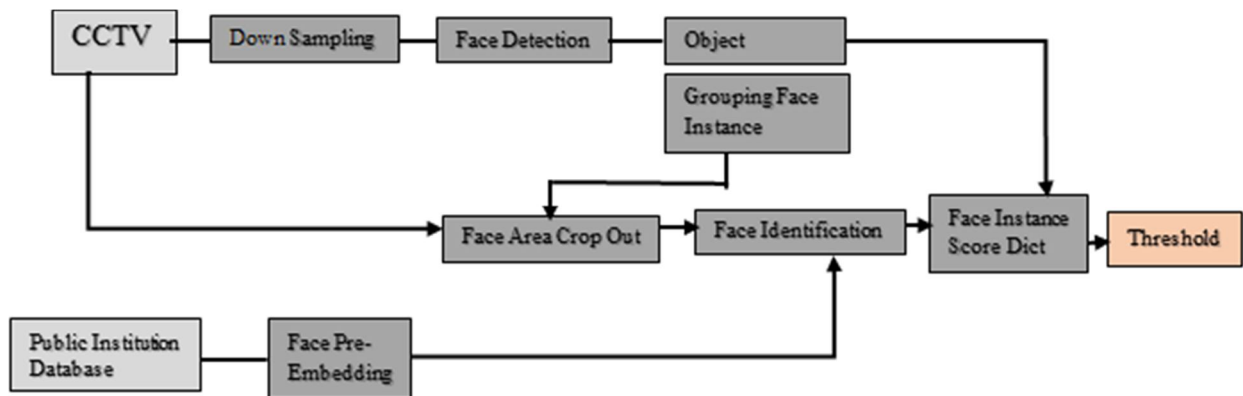 CCTV
Down Sampling
Face Detection
Object
Grouping Face
Instance
Face Area Crop Out
Face Identification
Face Instance
Score Dict
Threshold
Public Institution
Database
Face Pre-
Embedding